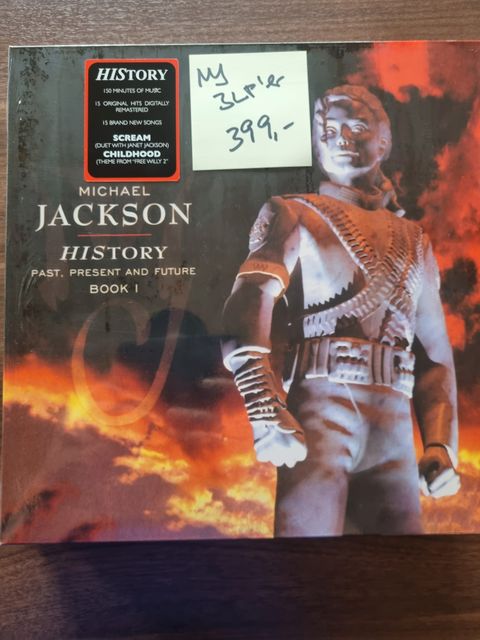 HISTORY
150 MINUTES OF MUSIC
15 ORIGINAL HITS DIGITALLY
REMASTERED
15 BRAND NEW SONGS
SCREAM
(DUET WITH JANET JACKSON)
CHILDHOOD
(THEME FROM "FREE WILLY 2")
NY
3LP'er
399,-
MICHAEL
JACKSON
HISTORY
PAST, PRESENT AND FUTURE
BOOK I